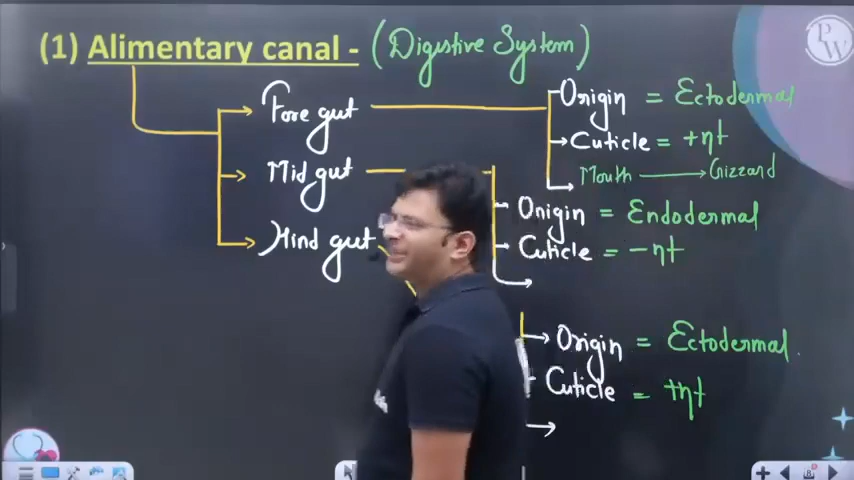 (1) Alimentary canal - (Digestive System)
Fore gut
Origin = Ectodermal
Cuticle = +nt
Mouth → Gizzard
Mid gut
Origin = Endodermal
Cuticle = -nt
Hind gut
Origin = Ectodermal
Cuticle = +nt
PW